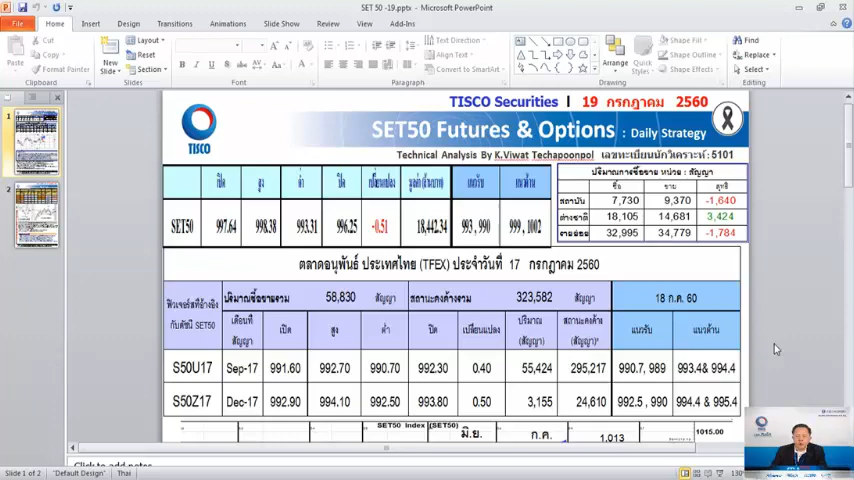 SET 50 -19.pptx - Microsoft PowerPoint
File Home Insert Design Transitions Animations Slide Show Review View Add-Ins
Cut
Copy
Format Painter
Paste
Clipboard
New Slide
Layout
Reset
Section
Slides
Font
Text Direction
Align Text
Convert to SmartArt
Paragraph
Arrange
Quick Styles
Shape Fill
Shape Outline
Shape Effects
Drawing
Find
Replace
Select
Editing
TISCO Securities l 19 กรกฎาคม 2560
TISCO
SET50 Futures & Options : Daily Strategy
Technical Analysis By K.Viwat Techapoonpol เลขทะเบียนนักวิเคราะห์ : 5101
เปิด สูง ต่ำ ปิด เปลี่ยนแปลง มูลค่า (ล้านบาท) แนวรับ แนวต้าน
SET50 997.64 998.38 993.31 996.25 -0.51 18,442.34 993 , 990 999 , 1002
ปริมาณการซื้อขาย หน่วย : สัญญา
ซื้อ ขาย สุทธิ
สถาบัน 7,730 9,370 -1,640
ต่างชาติ 18,105 14,681 3,424
รายย่อย 32,995 34,779 -1,784
ตลาดอนุพันธ์ ประเทศไทย (TFEX) ประจำวันที่ 17 กรกฎาคม 2560
ฟิวเจอร์สที่อ้างอิงกับดัชนี SET50
ปริมาณซื้อขายรวม 58,830 สัญญา สถานะคงค้างรวม 323,582 สัญญา 18 ก.ค. 60
เดือนที่สัญญา เปิด สูง ต่ำ ปิด เปลี่ยนแปลง ปริมาณ (สัญญา) สถานะคงค้าง (สัญญา)* แนวรับ แนวต้าน
S50U17 Sep-17 991.60 992.70 990.70 992.30 0.40 55,424 295,217 990.7, 989 993.4& 994.4
S50Z17 Dec-17 992.90 994.10 992.50 993.80 0.50 3,155 24,610 992.5 , 990 994.4 & 995.4
SET50 Index (SET50)
มิ.ย. ก.ค. 1,013 1015.00
Click to add notes
Slide 1 of 2 "Default Design" Thai